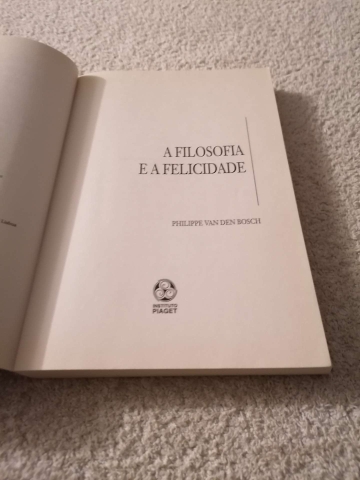 A FILOSOFIA
E A FELICIDADE
PHILIPPE VAN DEN BOSCH
INSTITUTO
PIAGET